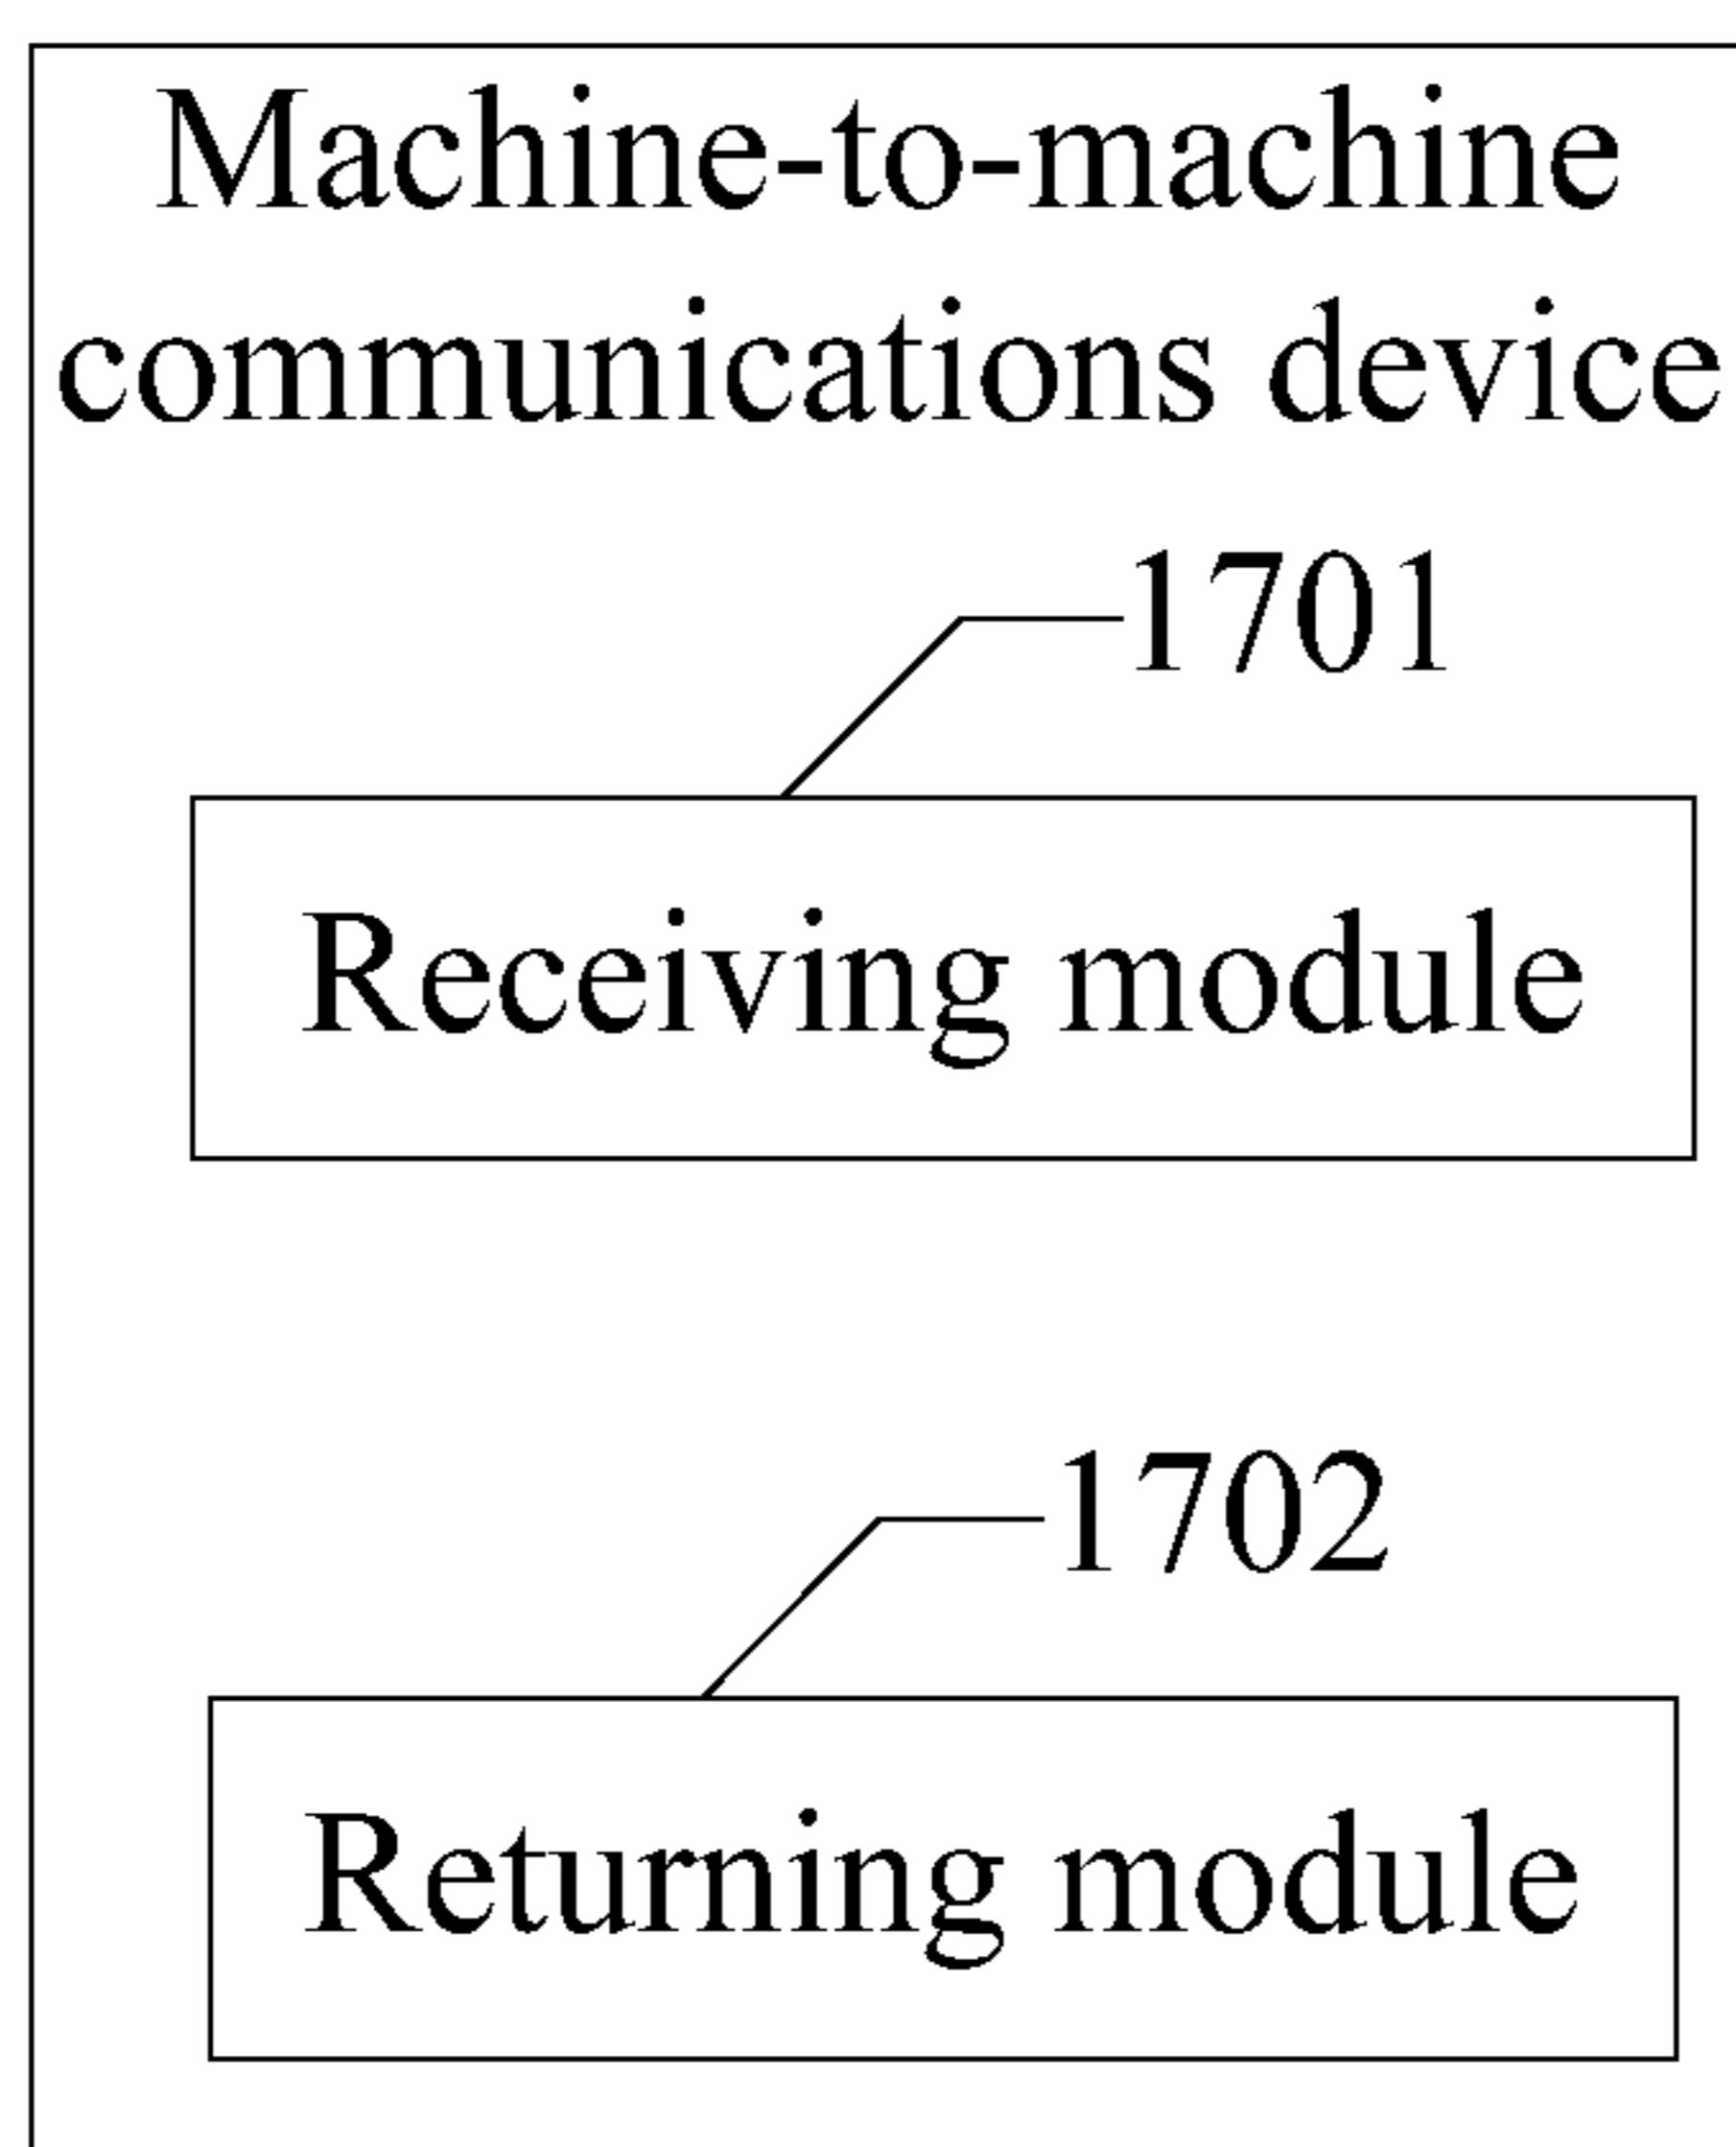 Machine-to-machine
communications device
1701
Receiving module
1702
Returning module